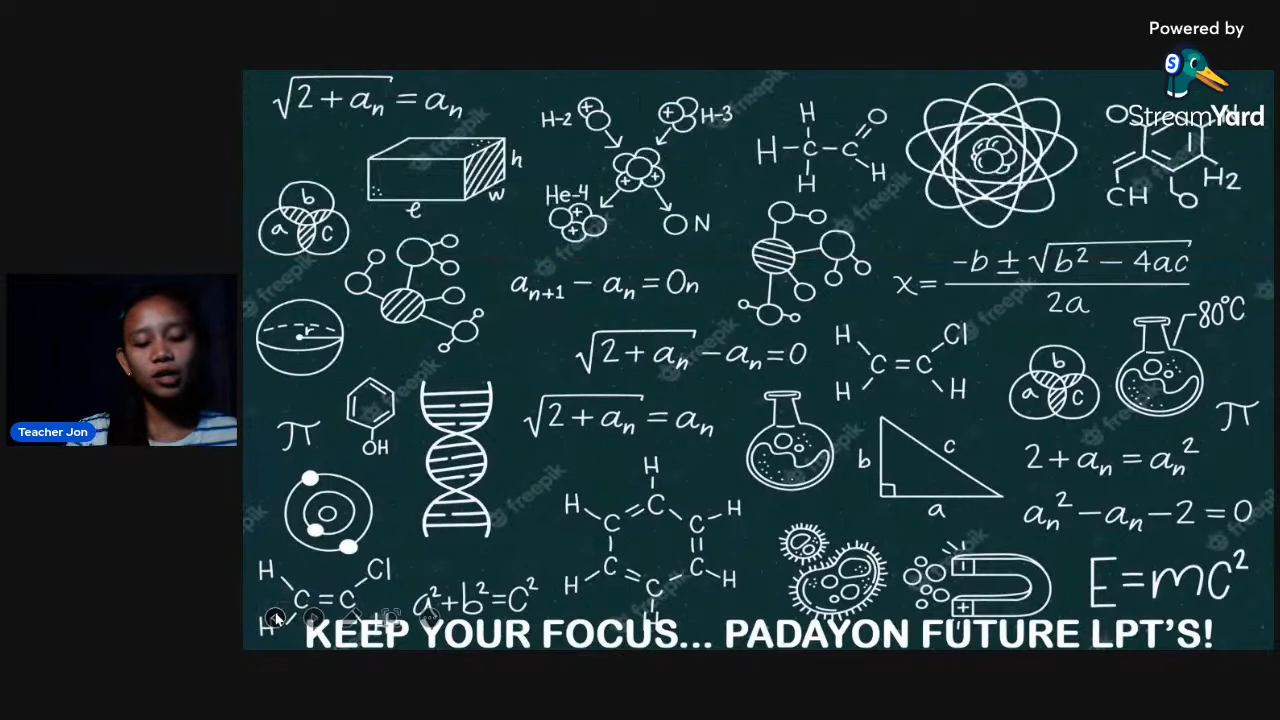 Powered by
StreamYard
√2 + aₙ = aₙ
H-2
H-3
He-4
N
h
w
l
b
a
c
H
H
C
C
O
H
H
O
CH
O
H2
r
aₙ₊₁ − aₙ = 0ₙ
x = -b ± √b² − 4ac
2a
80°C
√2 + aₙ − aₙ = 0
H
Cl
C = C
H
H
b
a
c
√2 + aₙ = aₙ
π
OH
b
c
a
π
2 + aₙ = aₙ²
aₙ² − aₙ − 2 = 0
H
H
C
H
C
C
C
C
H
C
H
H
H
Cl
C = C
H
a² + b² = c²
E = mc²
Teacher Jon
KEEP YOUR FOCUS... PADAYON FUTURE LPT'S!
freepik